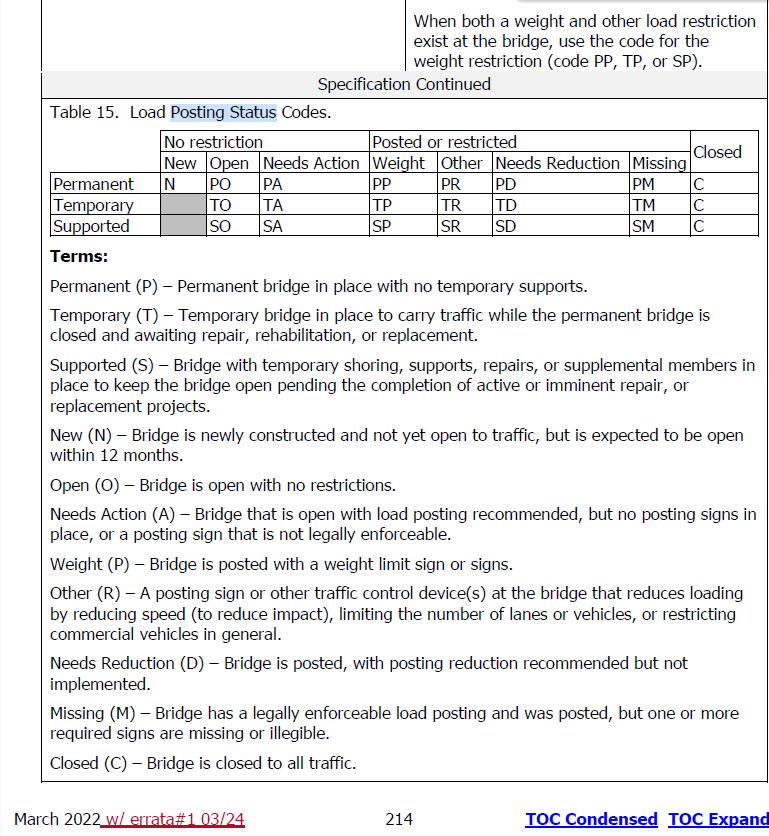 When both a weight and other load restriction
exist at the bridge, use the code for the
weight restriction (code PP, TP, or SP).
Specification Continued
Table 15. Load Posting Status Codes.
No restriction Posted or restricted Closed
New Open Needs Action Weight Other Needs Reduction Missing
Permanent N PO PA PP PR PD PM C
Temporary TO TA TP TR TD TM C
Supported SO SA SP SR SD SM C
Terms:
Permanent (P) – Permanent bridge in place with no temporary supports.
Temporary (T) – Temporary bridge in place to carry traffic while the permanent bridge is
closed and awaiting repair, rehabilitation, or replacement.
Supported (S) – Bridge with temporary shoring, supports, repairs, or supplemental members in
place to keep the bridge open pending the completion of active or imminent repair, or
replacement projects.
New (N) – Bridge is newly constructed and not yet open to traffic, but is expected to be open
within 12 months.
Open (O) – Bridge is open with no restrictions.
Needs Action (A) – Bridge that is open with load posting recommended, but no posting signs in
place, or a posting sign that is not legally enforceable.
Weight (P) – Bridge is posted with a weight limit sign or signs.
Other (R) – A posting sign or other traffic control device(s) at the bridge that reduces loading
by reducing speed (to reduce impact), limiting the number of lanes or vehicles, or restricting
commercial vehicles in general.
Needs Reduction (D) – Bridge is posted, with posting reduction recommended but not
implemented.
Missing (M) – Bridge has a legally enforceable load posting and was posted, but one or more
required signs are missing or illegible.
Closed (C) – Bridge is closed to all traffic.
March 2022 w/ errata#1 03/24 214 TOC Condensed TOC Expand